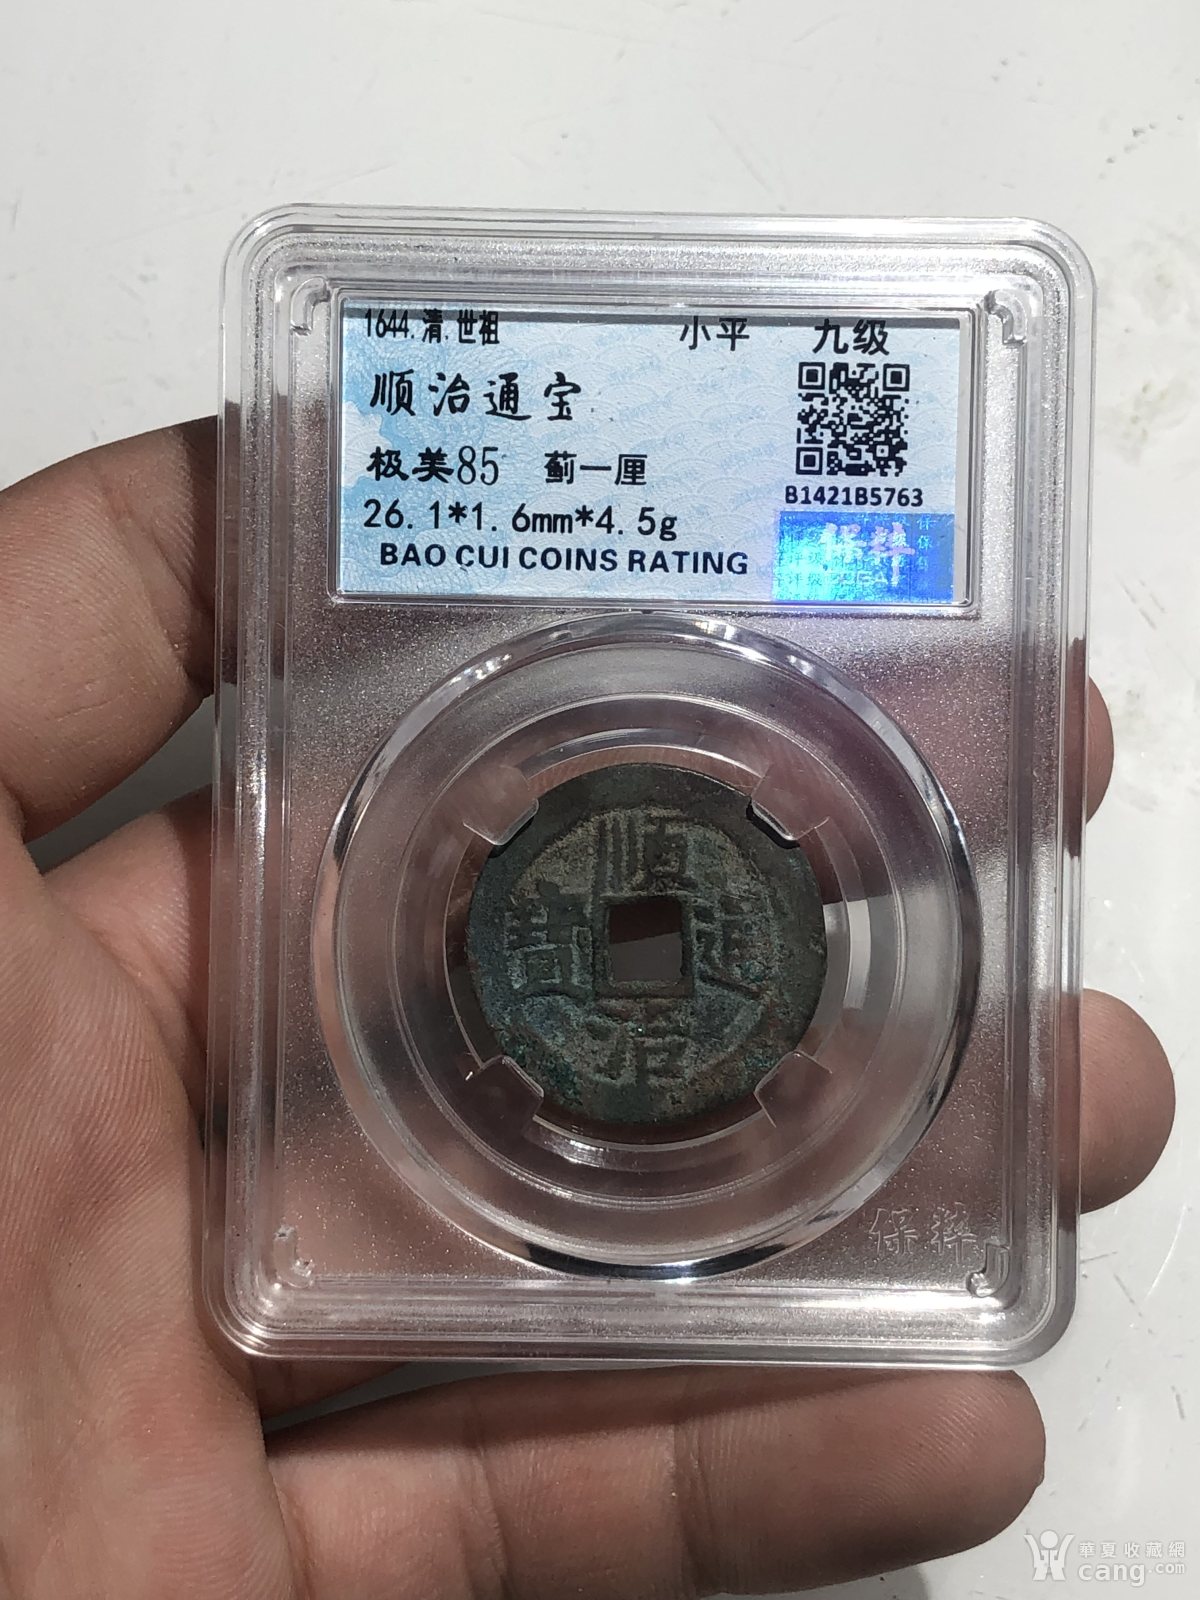 1644.清.世祖 小平 九级
顺治通宝
极美85 蓟一厘
B1421B5763
26.1*1.6mm*4.5g
BAO CUI COINS RATING
保粹
順
寶 通
治
保粹
華夏收藏網
cang.com